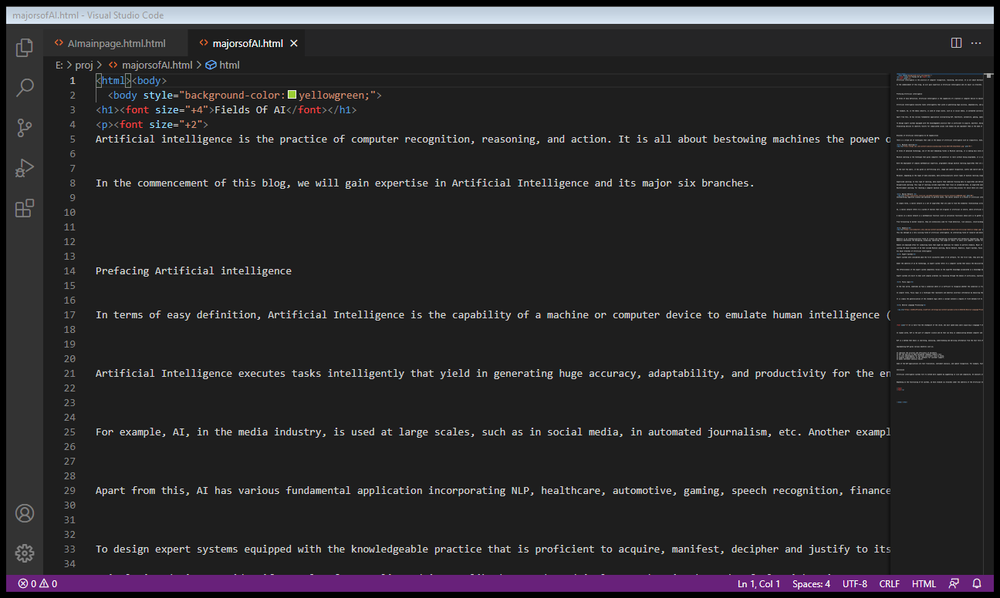 majorsofAI.html - Visual Studio Code
<> AImainpage.html.html
<> majorsofAI.html ×
E: > proj > <> majorsofAI.html > html
1 <html><body>
2 <body style="background-color: yellowgreen;">
3 <h1><font size="+4">Fields Of AI</font></h1>
4 <p><font size="+2">
5 Artificial intelligence is the practice of computer recognition, reasoning, and action. It is all about bestowing machines the power o
6
7
8 In the commencement of this blog, we will gain expertise in Artificial Intelligence and its major six branches.
9
10
11
12
13
14 Prefacing Artificial intelligence
15
16
17 In terms of easy definition, Artificial Intelligence is the capability of a machine or computer device to emulate human intelligence (
18
19
20
21 Artificial Intelligence executes tasks intelligently that yield in generating huge accuracy, adaptability, and productivity for the en
22
23
24
25 For example, AI, in the media industry, is used at large scales, such as in social media, in automated journalism, etc. Another exampl
26
27
28
29 Apart from this, AI has various fundamental application incorporating NLP, healthcare, automotive, gaming, speech recognition, finance
30
31
32
33 To design expert systems equipped with the knowledgeable practice that is proficient to acquire, manifest, decipher and justify to its
34
0 0 Ln 1, Col 1 Spaces: 4 UTF-8 CRLF HTML